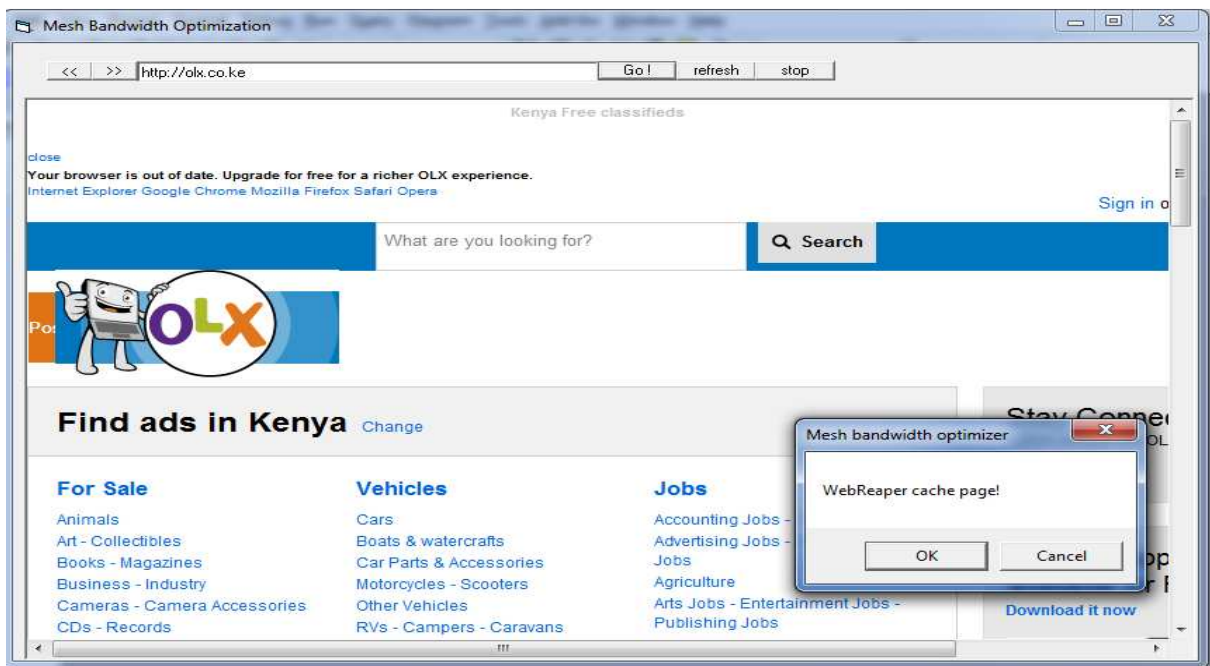 Mesh Bandwidth Optimization
<< >> http://olx.co.ke Go! refresh stop
Kenya Free classifieds
close
Your browser is out of date. Upgrade for free for a richer OLX experience.
Internet Explorer Google Chrome Mozilla Firefox Safari Opera
Sign in o
What are you looking for?
Search
Pos
OLX
Find ads in Kenya Change
Stay Connec
OL
For Sale
Animals
Art - Collectibles
Books - Magazines
Business - Industry
Cameras - Camera Accessories
CDs - Records
Vehicles
Cars
Boats & watercrafts
Car Parts & Accessories
Motorcycles - Scooters
Other Vehicles
RVs - Campers - Caravans
Jobs
Accounting Jobs -
Advertising Jobs -
Jobs
Agriculture
Arts Jobs - Entertainment Jobs -
Publishing Jobs
Mesh bandwidth optimizer
WebReaper cache page!
OK Cancel
Download it now